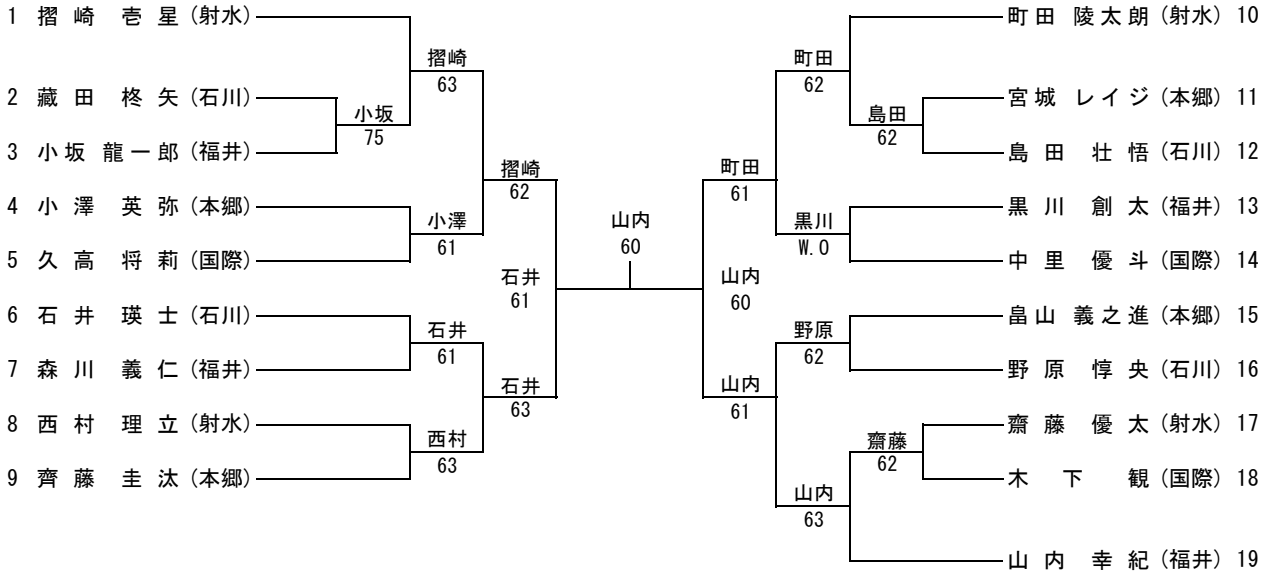 1 摺崎 壱星 (射水)
町田 陵太朗 (射水) 10
摺崎
63
町田
62
2 藏田 柊矢 (石川)
小坂
75
3 小坂 龍一郎 (福井)
宮城 レイジ (本郷) 11
島田
62
島田 壮悟 (石川) 12
摺崎
62
町田
61
4 小澤 英弥 (本郷)
小澤
61
5 久高 将莉 (国際)
黒川 創太 (福井) 13
黒川
W.O
中里 優斗 (国際) 14
山内
60
石井
61
山内
60
6 石井 瑛士 (石川)
石井
61
7 森川 義仁 (福井)
畠山 義之進 (本郷) 15
野原
62
野原 惇央 (石川) 16
石井
63
山内
61
8 西村 理立 (射水)
西村
63
9 齊藤 圭汰 (本郷)
齋藤 優太 (射水) 17
齋藤
62
木下 観 (国際) 18
山内
63
山内 幸紀 (福井) 19